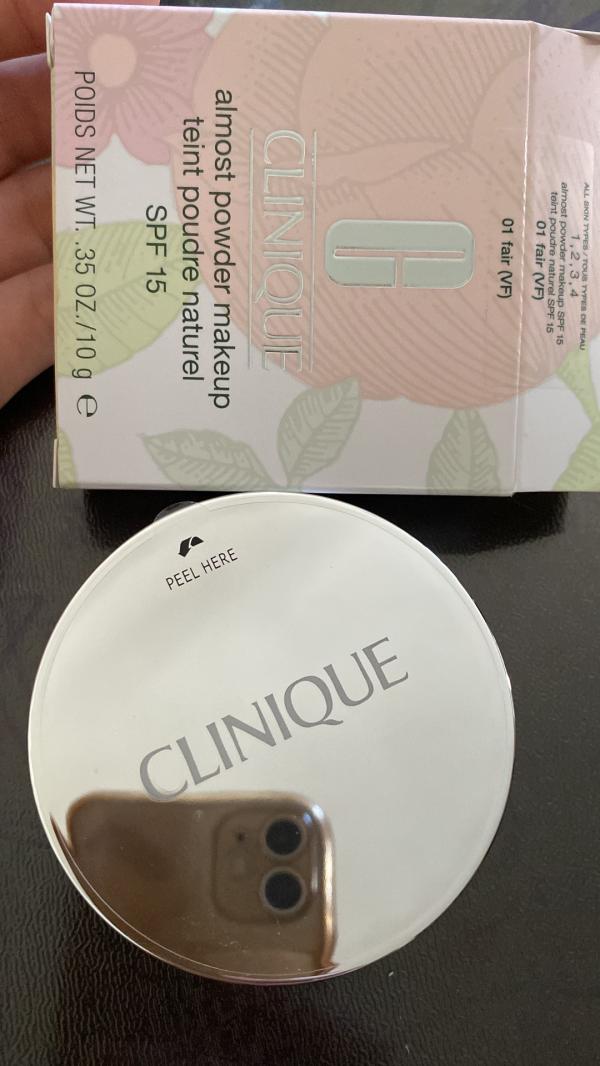 CLINIQUE
almost powder makeup
teint poudre naturel
SPF 15
POIDS NET WT. .35 OZ./10 g e
01 fair (VF)
ALL SKIN TYPES / TOUS TYPES DE PEAU
1, 2, 3, 4
almost powder makeup SPF 15
teint poudre naturel SPF 15
01 fair (VF)
PEEL HERE
CLINIQUE